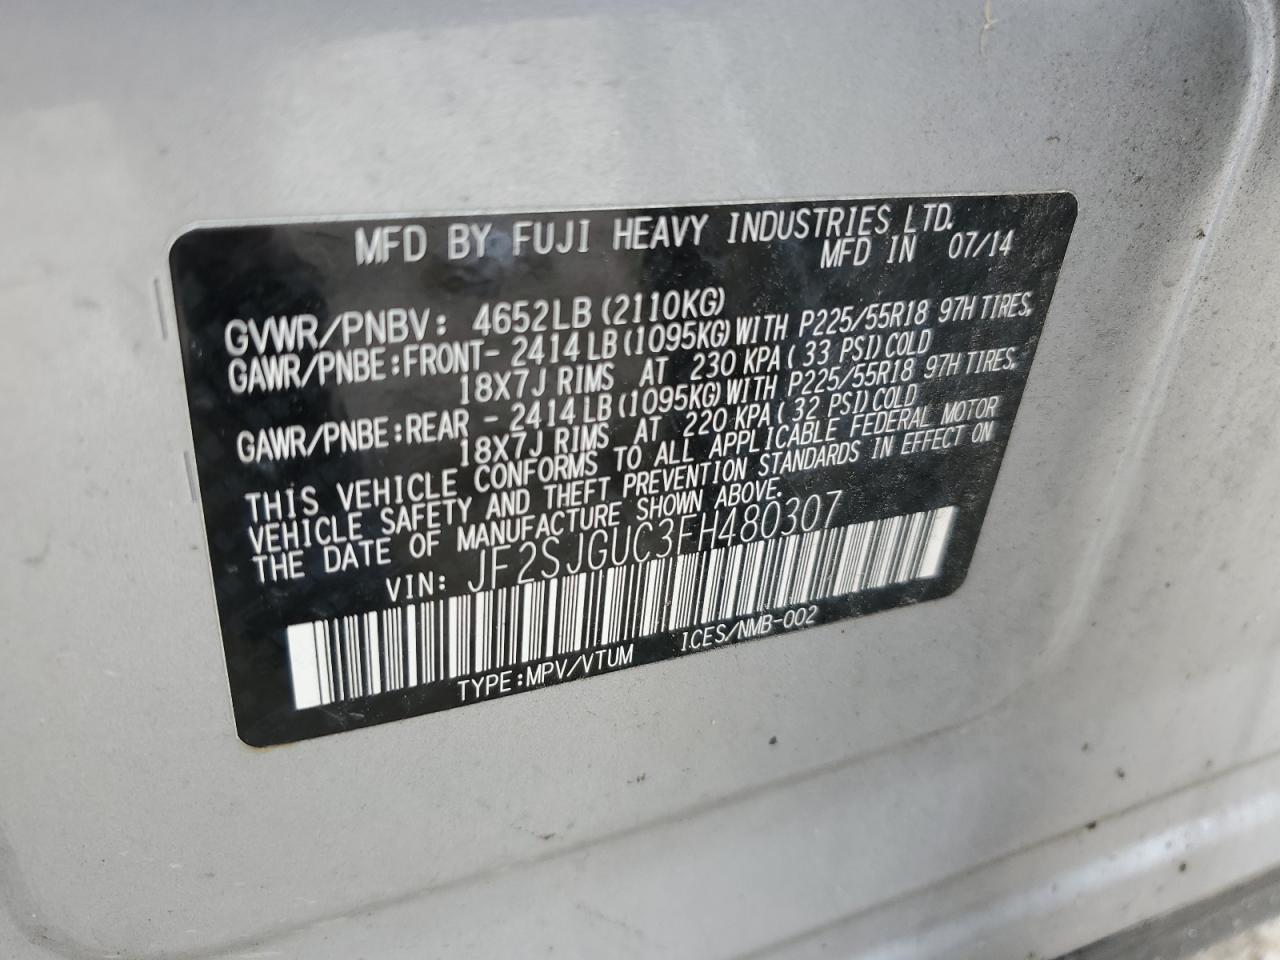 MFD BY FUJI HEAVY INDUSTRIES LTD.
MFD IN 07/14
GVWR/PNBV: 4652LB (2110KG)
GAWR/PNBE:FRONT- 2414LB(1095KG)WITH P225/55R18 97H TIRES,
18X7J RIMS AT 230 KPA(33 PSI)COLD
GAWR/PNBE:REAR - 2414LB(1095KG)WITH P225/55R18 97H TIRES,
18X7J RIMS AT 220 KPA(32 PSI)COLD
THIS VEHICLE CONFORMS TO ALL APPLICABLE FEDERAL MOTOR
VEHICLE SAFETY AND THEFT PREVENTION STANDARDS IN EFFECT ON
THE DATE OF MANUFACTURE SHOWN ABOVE.
VIN: JF2SJGUC3FH480307
TYPE:MPV/VTUM ICES/NMB-002